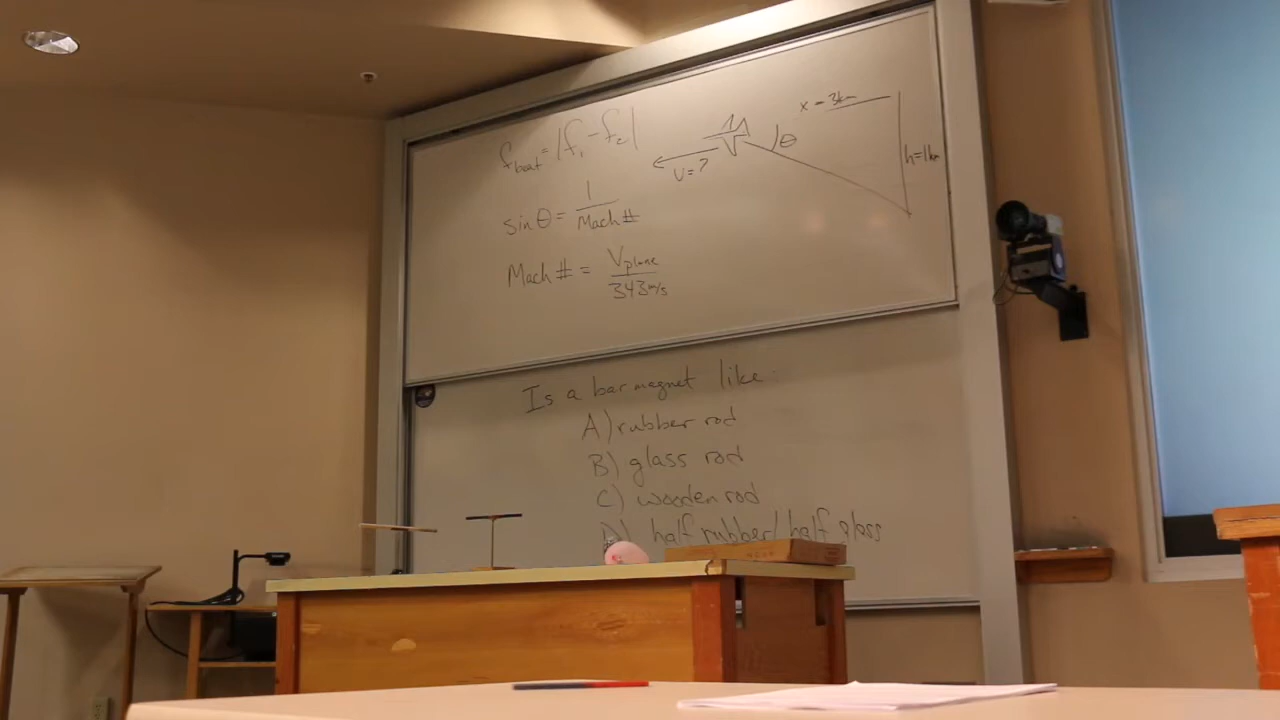 f_beat = |f₁ - f₂|
sin θ = 1 / Mach #
Mach # = V_plane / 343 m/s
v = ?
θ
x = 3km
h = 1km
Is a bar magnet like:
A) rubber rod
B) glass rod
C) wooden rod
D) half rubber/half glass